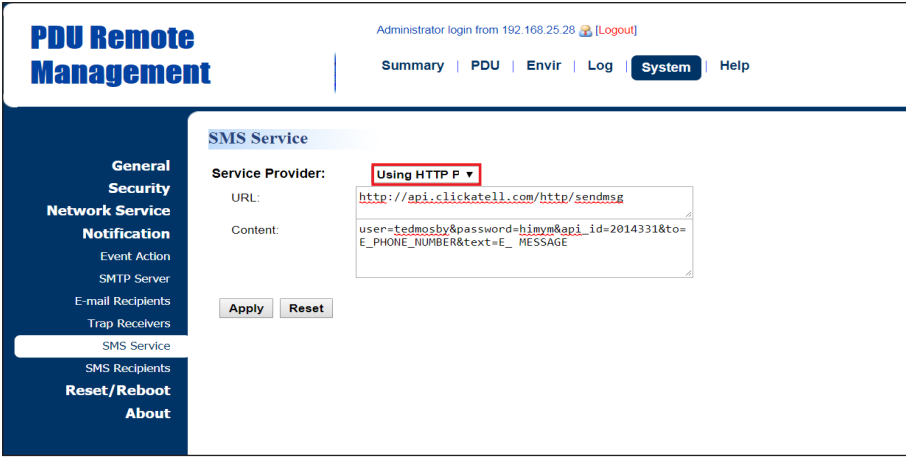 PDU Remote
Management
Administrator login from 192.168.25.28 [Logout]
Summary | PDU | Envir | Log | System | Help
General
Security
Network Service
Notification
Event Action
SMTP Server
E-mail Recipients
Trap Receivers
SMS Service
SMS Recipients
Reset/Reboot
About
SMS Service
Service Provider: Using HTTP P ▼
URL: http://api.clickatell.com/http/sendmsg
Content: user=tedmosby&password=himym&api_id=2014331&to=
E_PHONE_NUMBER&text=E_ MESSAGE
Apply Reset